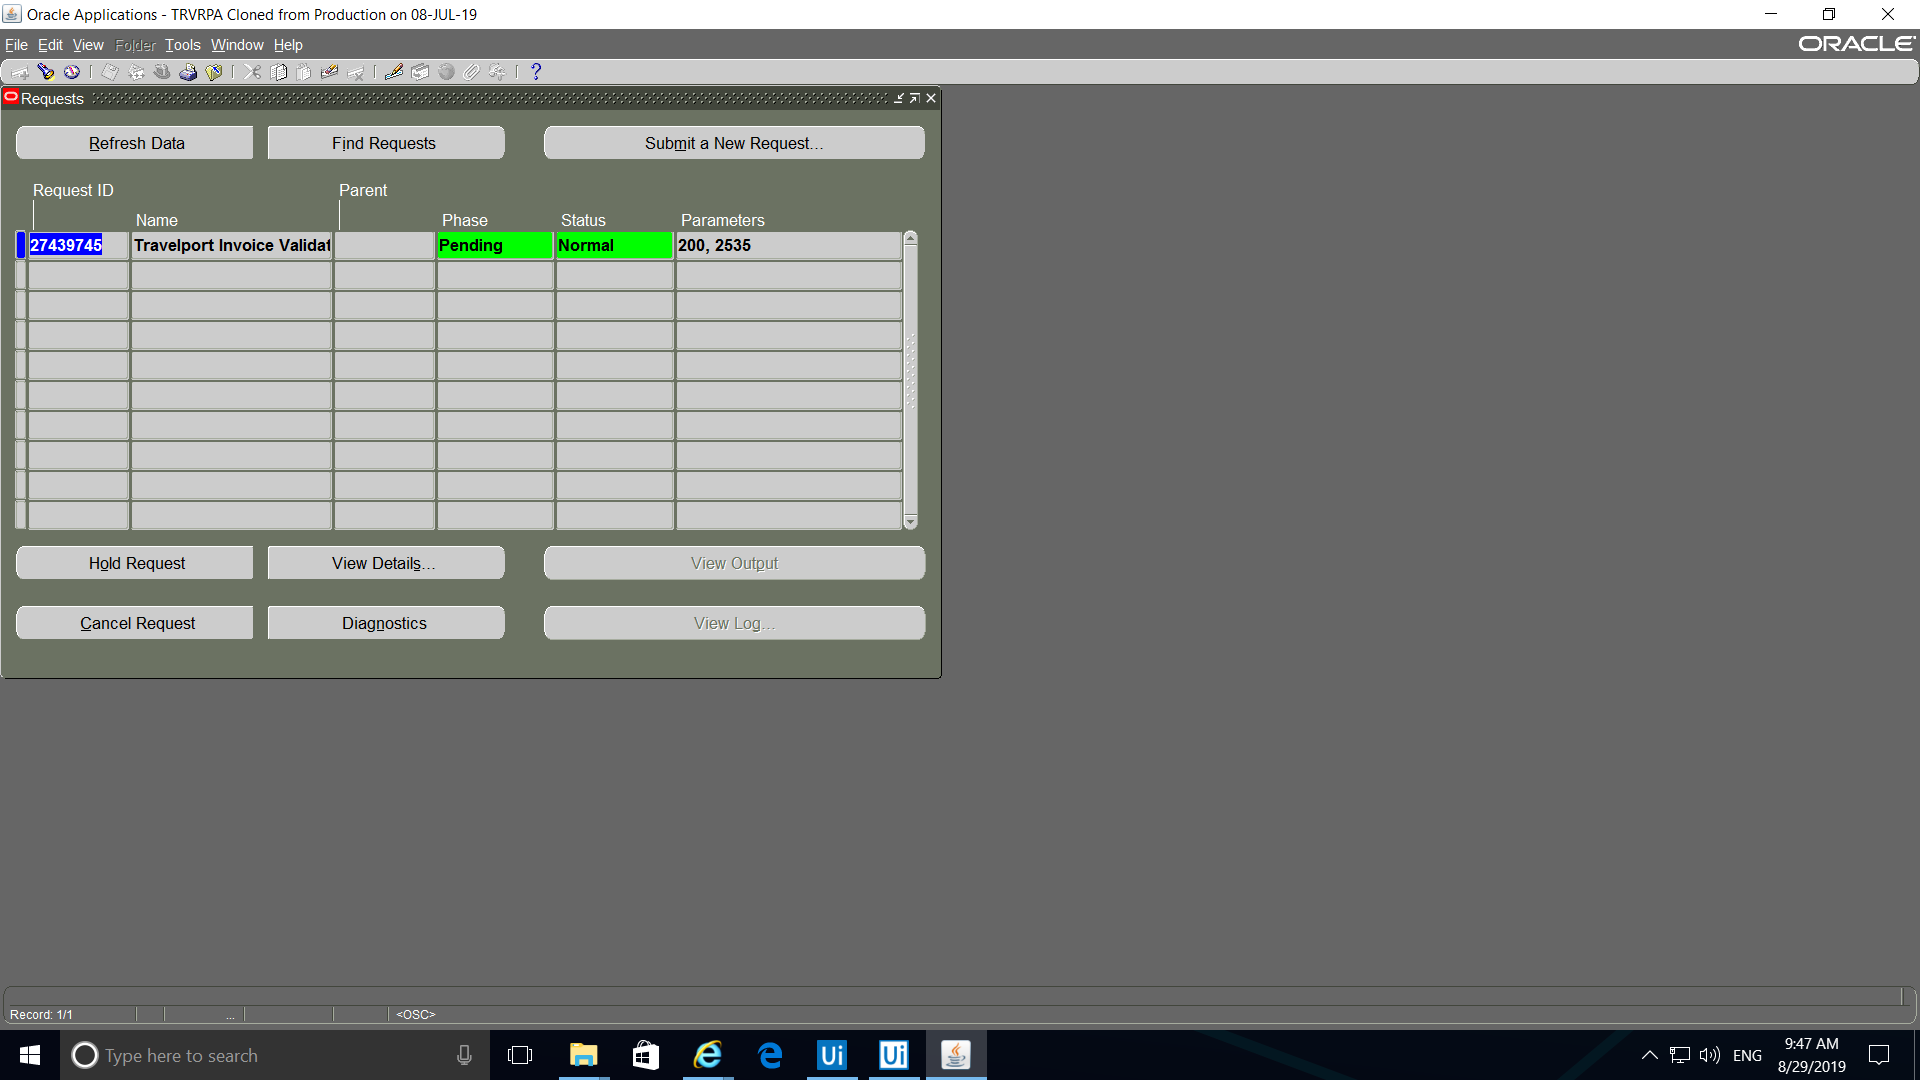 Oracle Applications - TRVRPA Cloned from Production on 08-JUL-19
File Edit View Folder Tools Window Help
ORACLE
Requests
Refresh Data Find Requests Submit a New Request...
Request ID Parent
Name Phase Status Parameters
27439745 Travelport Invoice Validat Pending Normal 200, 2535
Hold Request View Details... View Output
Cancel Request Diagnostics View Log...
Record: 1/1 ... <OSC>
Type here to search
Ui
Ui
ENG
9:47 AM
8/29/2019